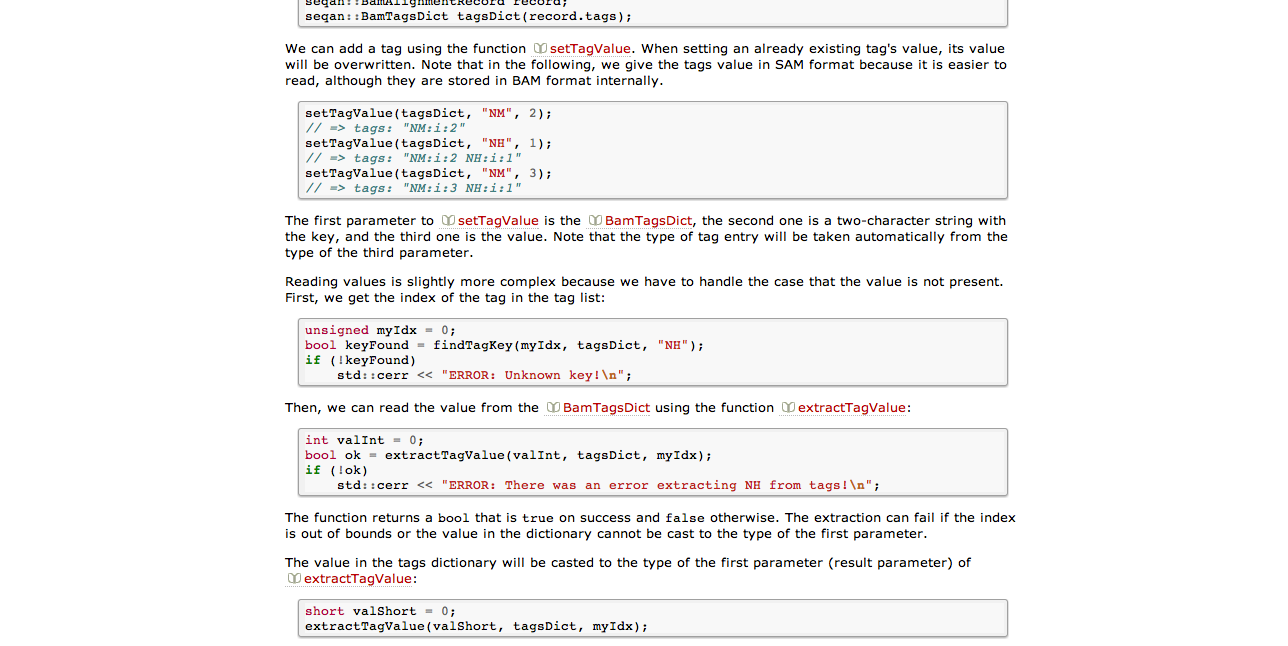 seqan::BamAlignmentRecord record;
seqan::BamTagsDict tagsDict(record.tags);
We can add a tag using the function setTagValue. When setting an already existing tag's value, its value
will be overwritten. Note that in the following, we give the tags value in SAM format because it is easier to
read, although they are stored in BAM format internally.
setTagValue(tagsDict, "NM", 2);
// => tags: "NM:i:2"
setTagValue(tagsDict, "NH", 1);
// => tags: "NM:i:2 NH:i:1"
setTagValue(tagsDict, "NM", 3);
// => tags: "NM:i:3 NH:i:1"
The first parameter to setTagValue is the BamTagsDict, the second one is a two-character string with
the key, and the third one is the value. Note that the type of tag entry will be taken automatically from the
type of the third parameter.
Reading values is slightly more complex because we have to handle the case that the value is not present.
First, we get the index of the tag in the tag list:
unsigned myIdx = 0;
bool keyFound = findTagKey(myIdx, tagsDict, "NH");
if (!keyFound)
    std::cerr << "ERROR: Unknown key!\n";
Then, we can read the value from the BamTagsDict using the function extractTagValue:
int valInt = 0;
bool ok = extractTagValue(valInt, tagsDict, myIdx);
if (!ok)
    std::cerr << "ERROR: There was an error extracting NH from tags!\n";
The function returns a bool that is true on success and false otherwise. The extraction can fail if the index
is out of bounds or the value in the dictionary cannot be cast to the type of the first parameter.
The value in the tags dictionary will be casted to the type of the first parameter (result parameter) of
extractTagValue:
short valShort = 0;
extractTagValue(valShort, tagsDict, myIdx);